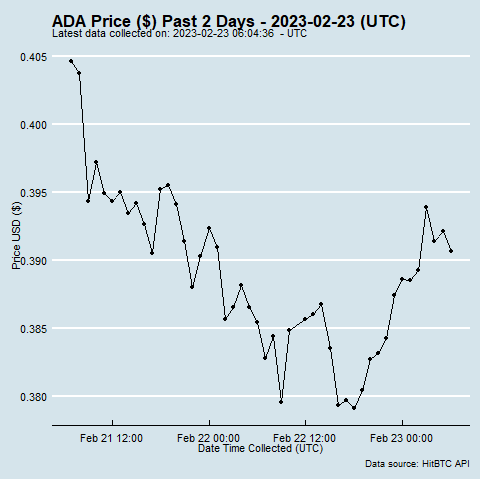 ADA Price ($) Past 2 Days - 2023-02-23 (UTC)
Latest data collected on: 2023-02-23 06:04:36  - UTC
0.405
0.400
0.395
0.390
0.385
0.380
Price USD ($)
Feb 21 12:00
Feb 22 00:00
Feb 22 12:00
Feb 23 00:00
Date Time Collected (UTC)
Data source: HitBTC API